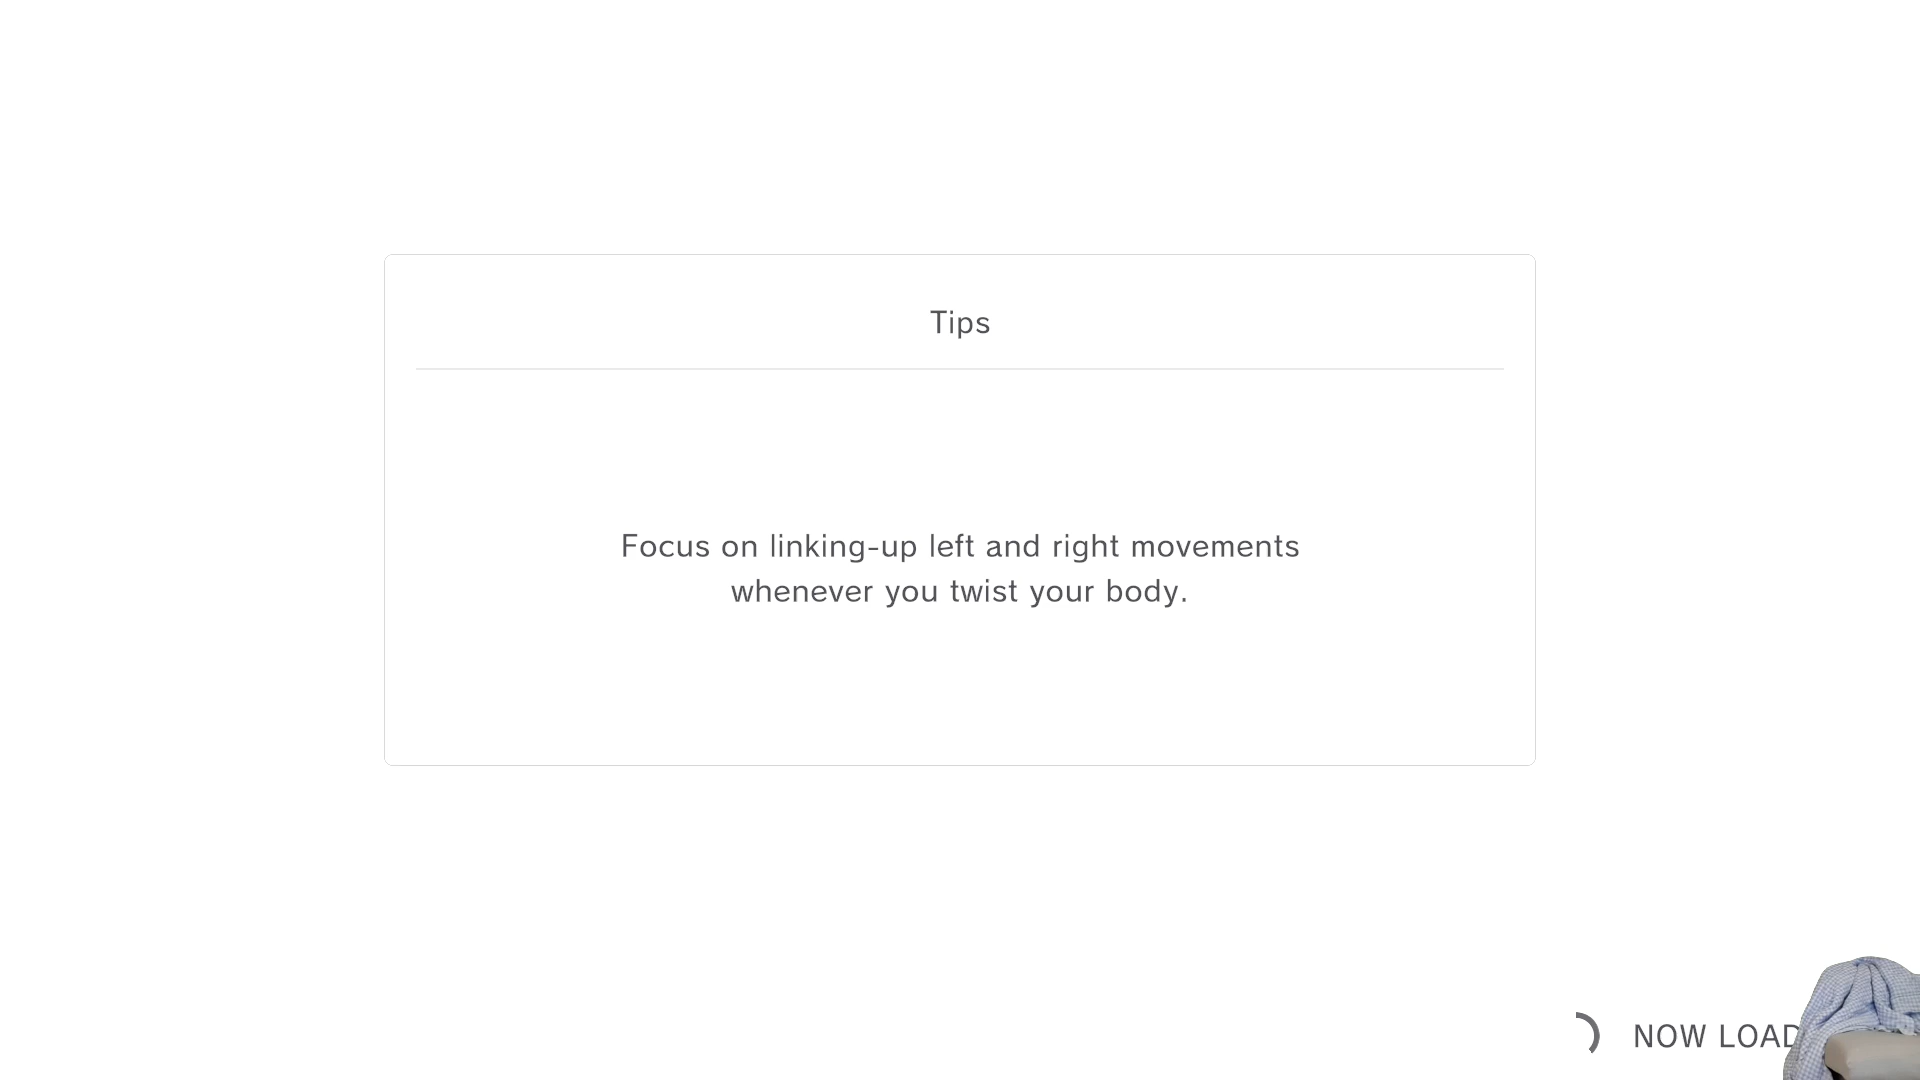 Tips
Focus on linking-up left and right movements
whenever you twist your body.
NOW LOAD